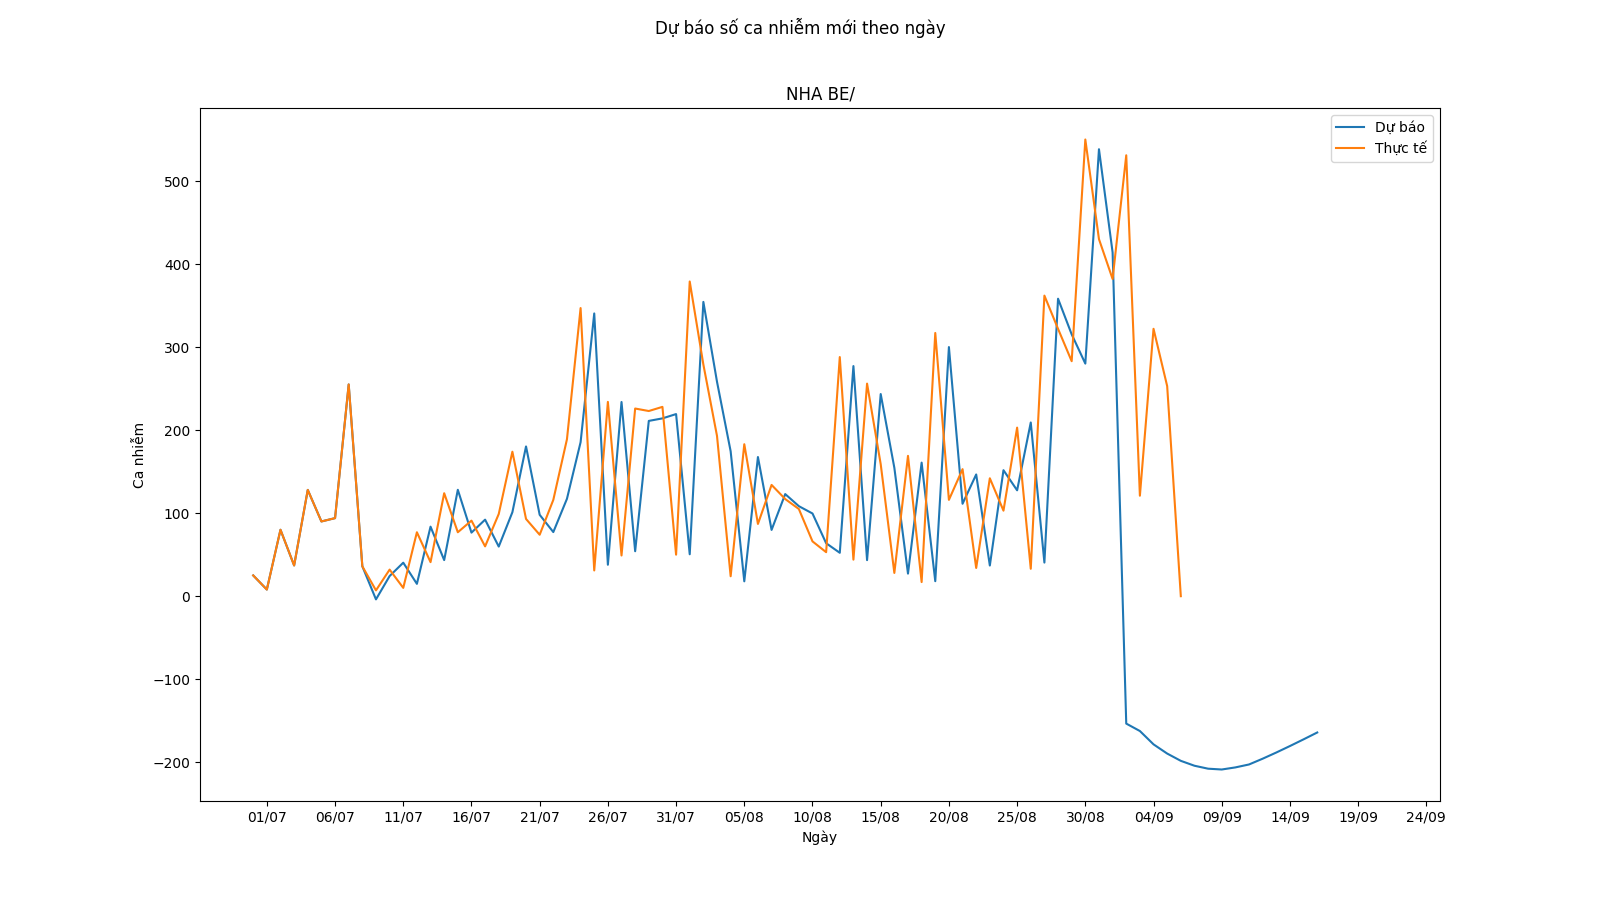 Dự báo số ca nhiễm mới theo ngày
NHA BE/
Dự báo
Thực tế
500
400
300
200
100
0
−100
−200
Ca nhiễm
01/07 06/07 11/07 16/07 21/07 26/07 31/07 05/08 10/08 15/08 20/08 25/08 30/08 04/09 09/09 14/09 19/09 24/09
Ngày